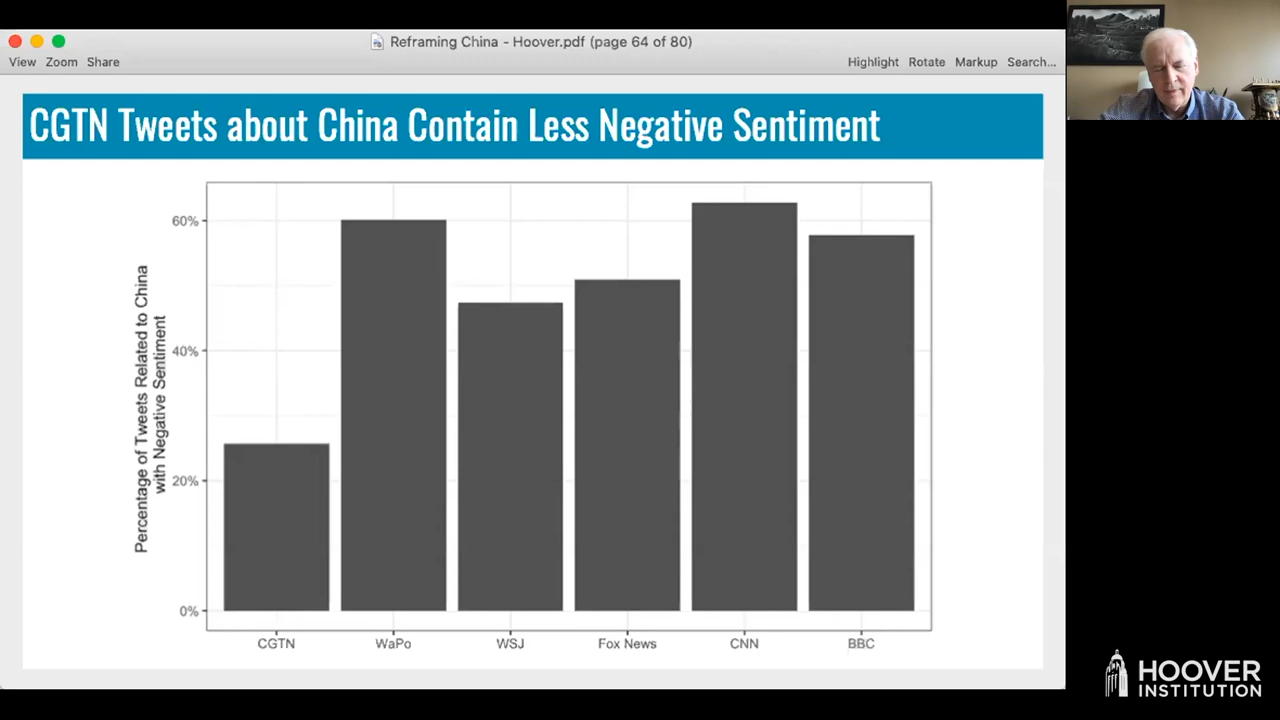 Reframing China - Hoover.pdf (page 64 of 80)
View Zoom Share
Highlight Rotate Markup Search...
CGTN Tweets about China Contain Less Negative Sentiment
Percentage of Tweets Related to China
with Negative Sentiment
60%
40%
20%
0%
CGTN WaPo WSJ Fox News CNN BBC
HOOVER
INSTITUTION